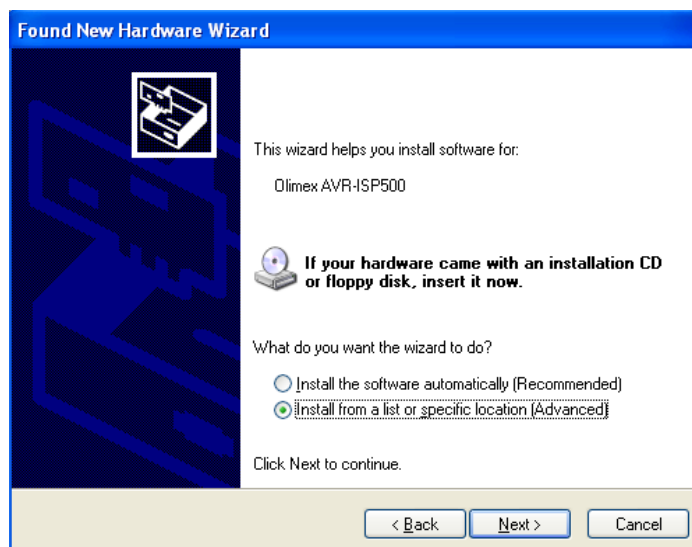 Found New Hardware Wizard
This wizard helps you install software for:
Olimex AVR-ISP500
If your hardware came with an installation CD
or floppy disk, insert it now.
What do you want the wizard to do?
Install the software automatically (Recommended)
Install from a list or specific location (Advanced)
Click Next to continue.
< Back Next > Cancel